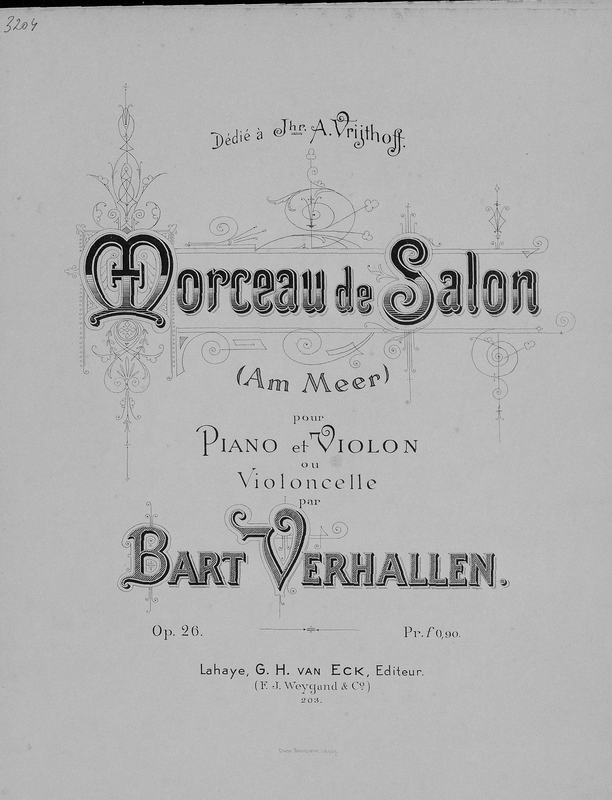 3204
Dédié à Jhr. A. Vrijthoff.
Morceau de Salon
(Am Meer)
pour
PIANO et VIOLON
ou
Violoncelle
par
BART VERHALLEN.
Op. 26.
Pr. f 0,90.
Lahaye, G. H. VAN ECK, Editeur.
(F. J. Weygand & Co)
203.